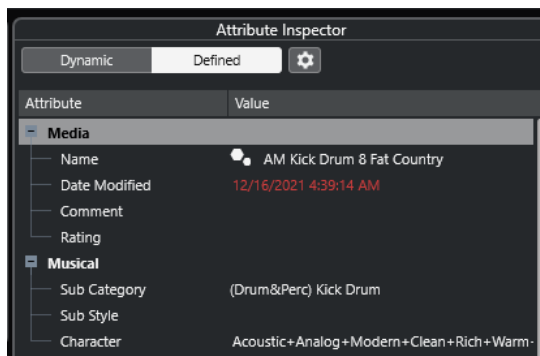 Attribute Inspector
Dynamic Defined
Attribute Value
Media
Name AM Kick Drum 8 Fat Country
Date Modified 12/16/2021 4:39:14 AM
Comment
Rating
Musical
Sub Category (Drum&Perc) Kick Drum
Sub Style
Character Acoustic+Analog+Modern+Clean+Rich+Warm-